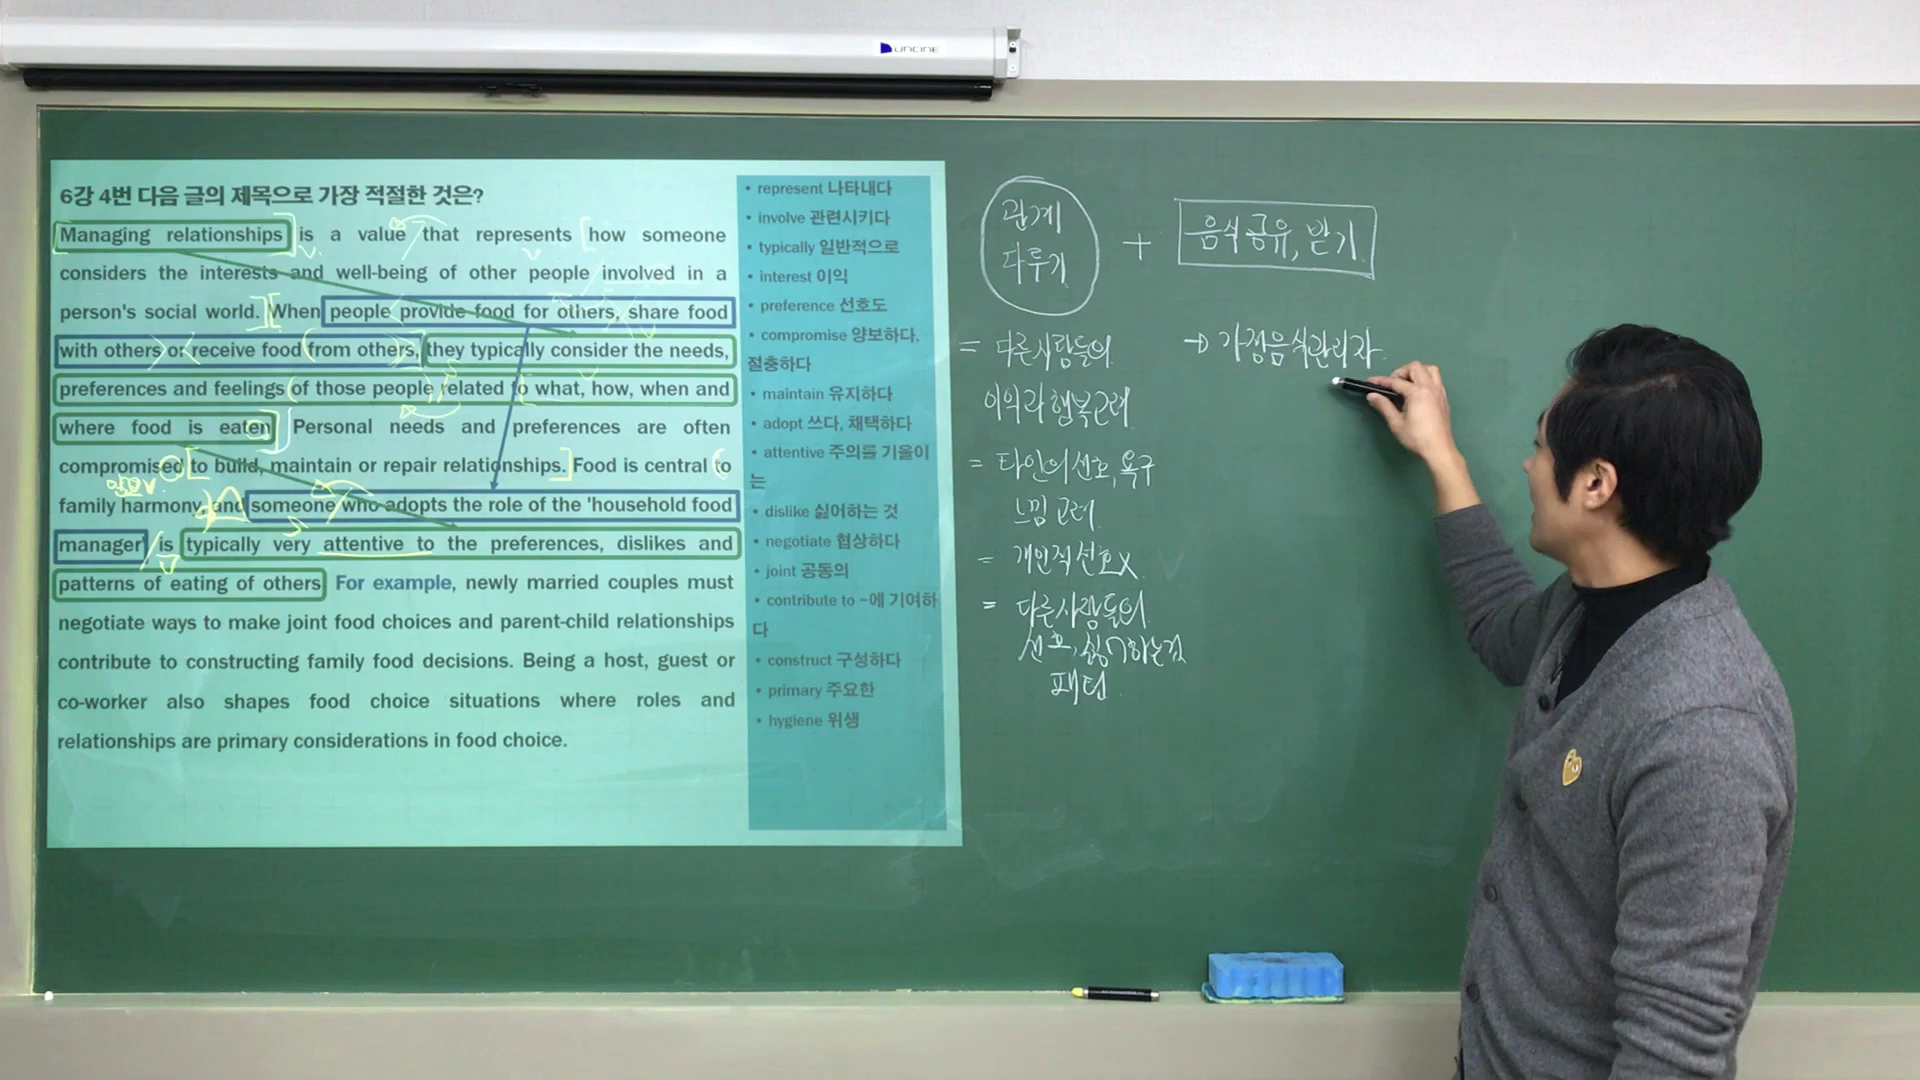 UNCINE
6강 4번 다음 글의 제목으로 가장 적절한 것은?
Managing relationships is a value that represents how someone
considers the interests and well-being of other people involved in a
person's social world. When people provide food for others, share food
with others or receive food from others, they typically consider the needs,
preferences and feelings of those people related to what, how, when and
where food is eaten. Personal needs and preferences are often
compromised to build, maintain or repair relationships. Food is central to
family harmony, and someone who adopts the role of the 'household food
manager' is typically very attentive to the preferences, dislikes and
patterns of eating of others. For example, newly married couples must
negotiate ways to make joint food choices and parent-child relationships
contribute to constructing family food decisions. Being a host, guest or
co-worker also shapes food choice situations where roles and
relationships are primary considerations in food choice.
• represent 나타내다
• involve 관련시키다
• typically 일반적으로
• interest 이익
• preference 선호도
• compromise 양보하다,
절충하다
• maintain 유지하다
• adopt 쓰다, 채택하다
• attentive 주의를 기울이
는
• dislike 싫어하는 것
• negotiate 협상하다
• joint 공동의
• contribute to ~에 기여하
다
• construct 구성하다
• primary 주요한
• hygiene 위생
관계
다루기
+ 음식 공유, 받기
= 다른사람들의
이익과 행복고려
= 타인의 선호, 욕구
느낌 고려
= 개인적 선호X
= 다른사람들의
선호, 싫어하는것
패턴
→ 가정음식관리자